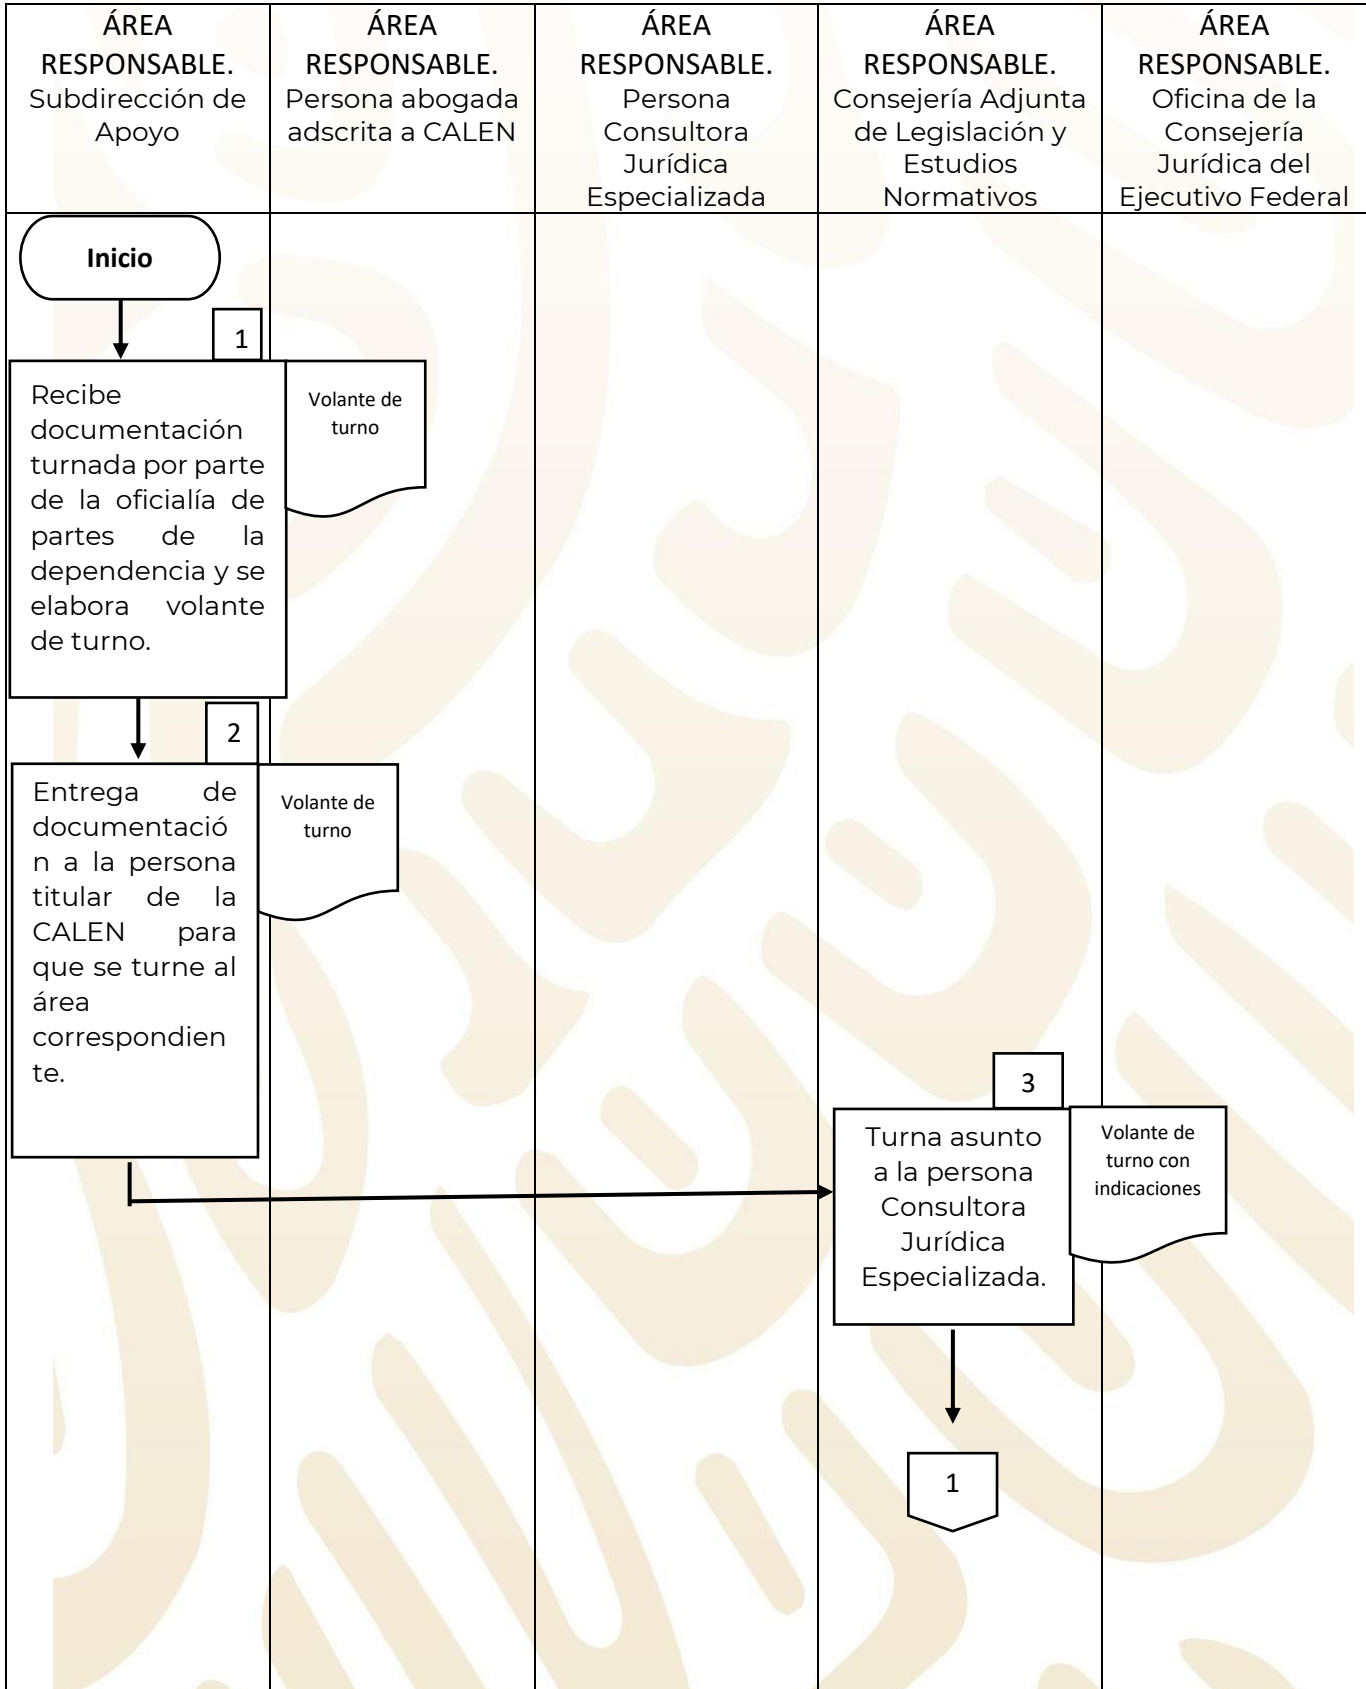 ÁREA
RESPONSABLE.
Subdirección de
Apoyo
ÁREA
RESPONSABLE.
Persona abogada
adscrita a CALEN
ÁREA
RESPONSABLE.
Persona
Consultora
Jurídica
Especializada
ÁREA
RESPONSABLE.
Consejería Adjunta
de Legislación y
Estudios
Normativos
ÁREA
RESPONSABLE.
Oficina de la
Consejería
Jurídica del
Ejecutivo Federal
Inicio
1
Recibe
documentación
turnada por parte
de la oficialía de
partes de la
dependencia y se
elabora volante
de turno.
Volante de
turno
2
Entrega de
documentació
n a la persona
titular de la
CALEN para
que se turne al
área
correspondien
te.
Volante de
turno
3
Turna asunto
a la persona
Consultora
Jurídica
Especializada.
Volante de
turno con
indicaciones
1